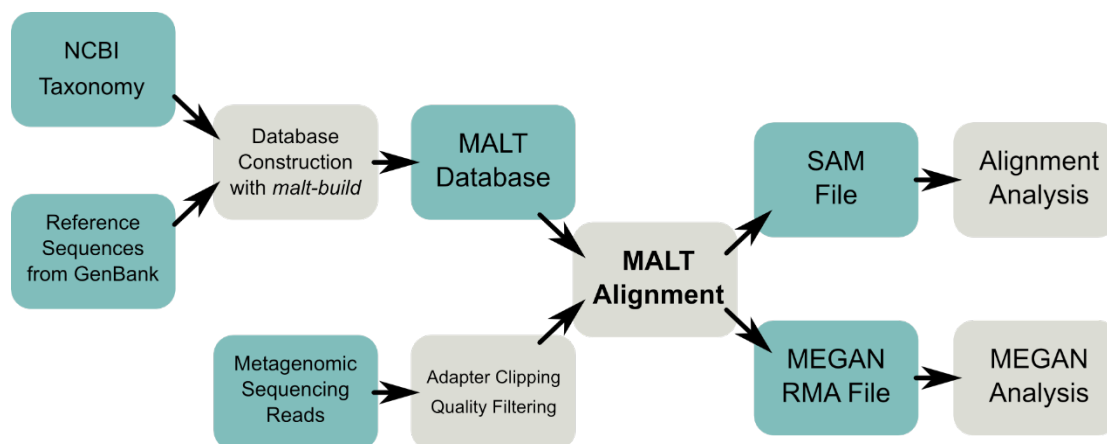 NCBI
Taxonomy
Reference
Sequences
from GenBank
Database
Construction
with malt-build
MALT
Database
Metagenomic
Sequencing
Reads
Adapter Clipping
Quality Filtering
MALT
Alignment
SAM
File
Alignment
Analysis
MEGAN
RMA File
MEGAN
Analysis